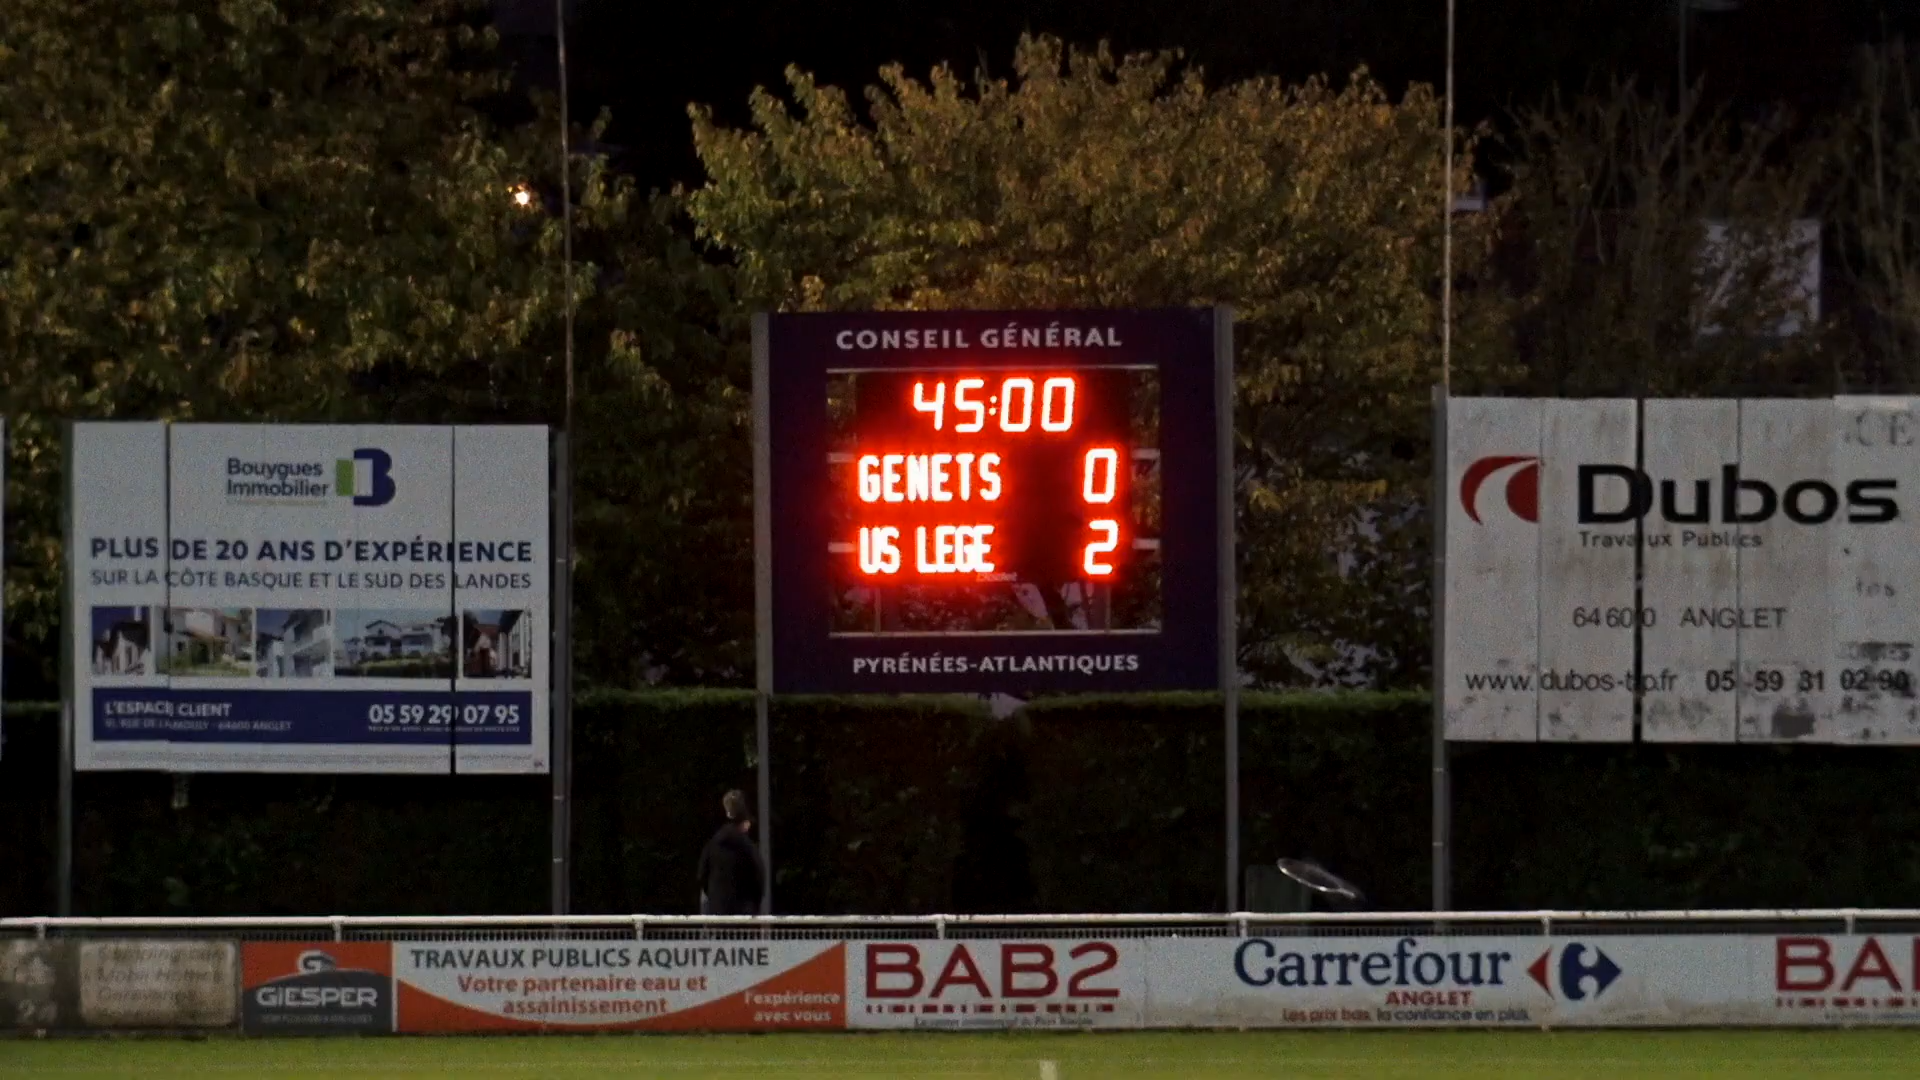 CONSEIL GÉNÉRAL
45:00
GENETS 0
US LEGE 2
PYRÉNÉES-ATLANTIQUES
Bouygues
Immobilier
PLUS DE 20 ANS D'EXPÉRIENCE
SUR LA CÔTE BASQUE ET LE SUD DES LANDES
L'ESPACE CLIENT
05 59 29 07 95
Dubos
Travaux Publics
64600 ANGLET
www.dubos-tp.fr 05 59 31 02 90
GIESPER
TRAVAUX PUBLICS AQUITAINE
Votre partenaire eau et
assainissement
l'expérience
avec vous
BAB2
Carrefour
ANGLET
Les prix bas, la confiance en plus
BA